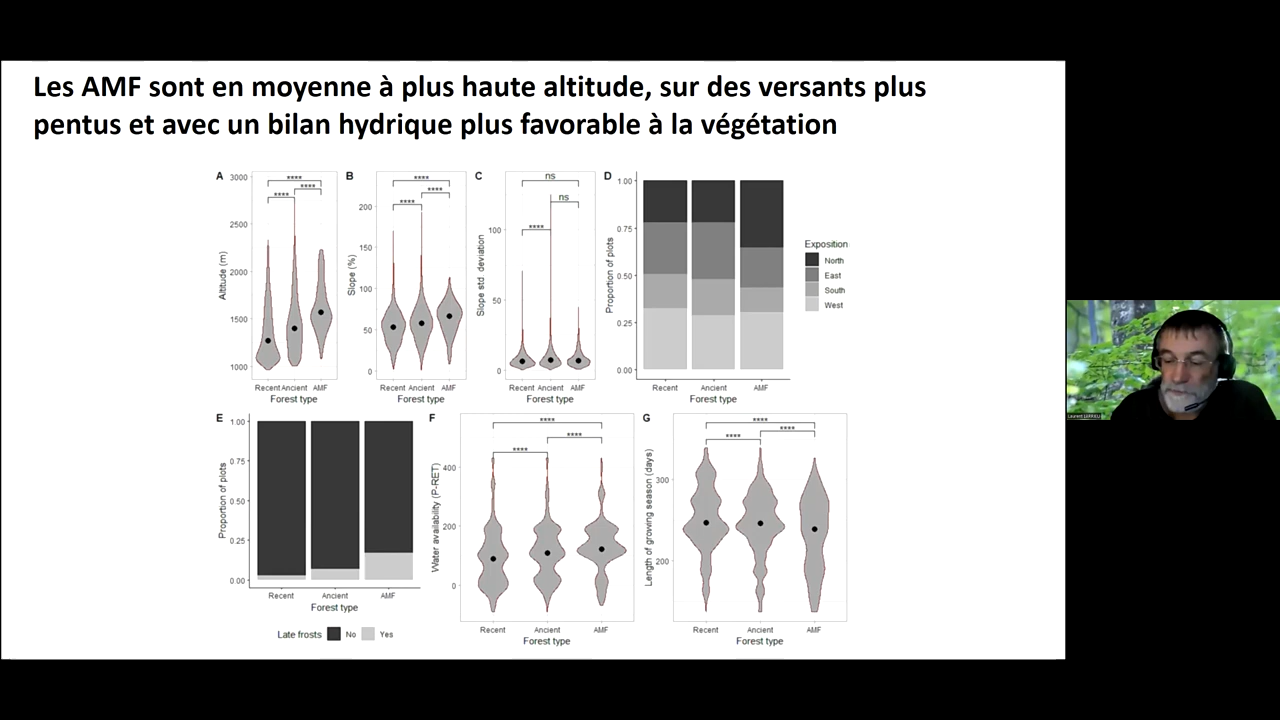 Les AMF sont en moyenne à plus haute altitude, sur des versants plus
pentus et avec un bilan hydrique plus favorable à la végétation
A
Altitude (m)
3000
2500
2000
1500
1000
****
****
****
Recent Ancient AMF
Forest type
B
Slope (%)
200
150
100
50
0
****
****
****
Recent Ancient AMF
Forest type
C
Slope std deviation
100
50
0
ns
ns
****
Recent Ancient AMF
Forest type
D
Proportion of plots
1.00
0.75
0.50
0.25
0.00
Recent Ancient AMF
Forest type
Exposition
North
East
South
West
E
Proportion of plots
1.00
0.75
0.50
0.25
0.00
Recent Ancient AMF
Forest type
Late frosts No Yes
F
Water availability (P-RET)
400
200
0
****
****
****
Recent Ancient AMF
Forest type
G
Length of growing season (days)
300
200
****
****
****
Recent Ancient AMF
Forest type